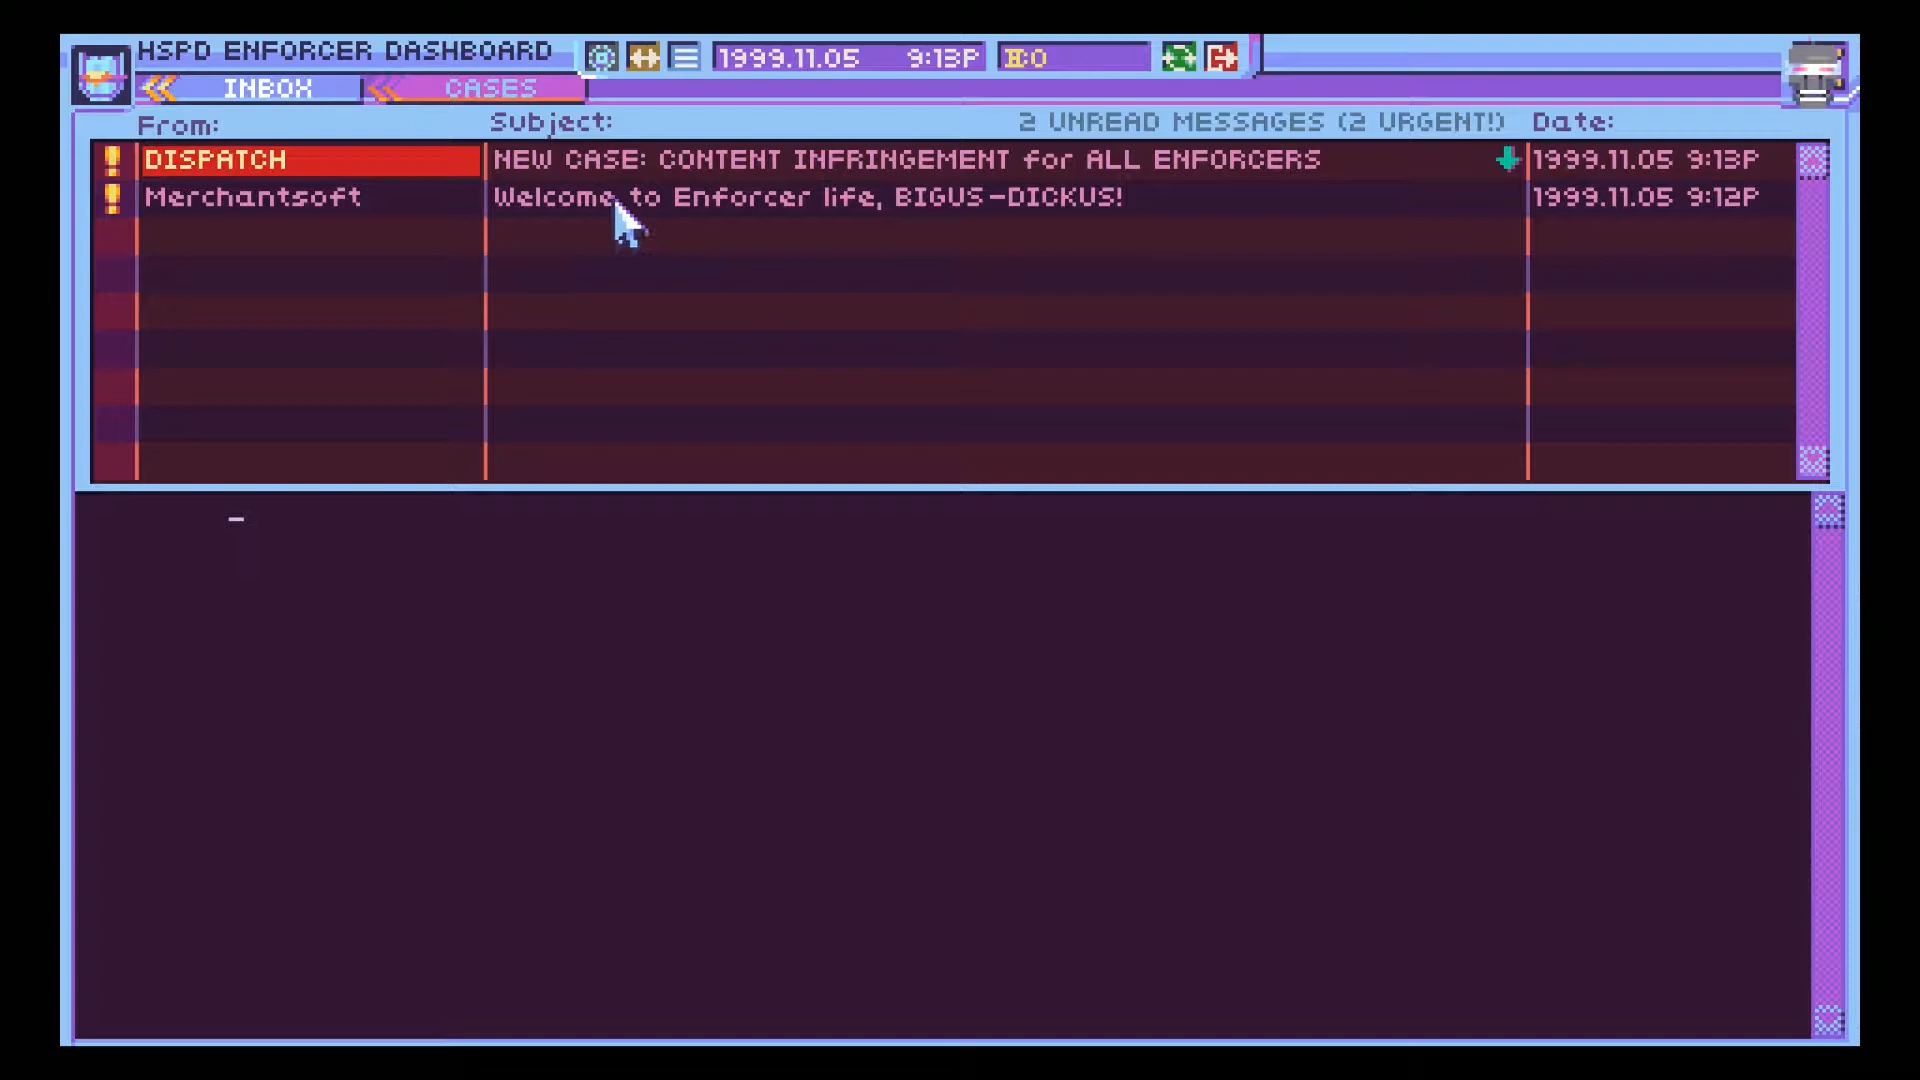 HSPD ENFORCER DASHBOARD
1999.11.05 9:13P
0
INBOX
CASES
From:
Subject:
2 UNREAD MESSAGES (2 URGENT!)
Date:
! DISPATCH NEW CASE: CONTENT INFRINGEMENT for ALL ENFORCERS 1999.11.05 9:13P
! Merchantsoft Welcome to Enforcer life, BIGUS-DICKUS! 1999.11.05 9:12P